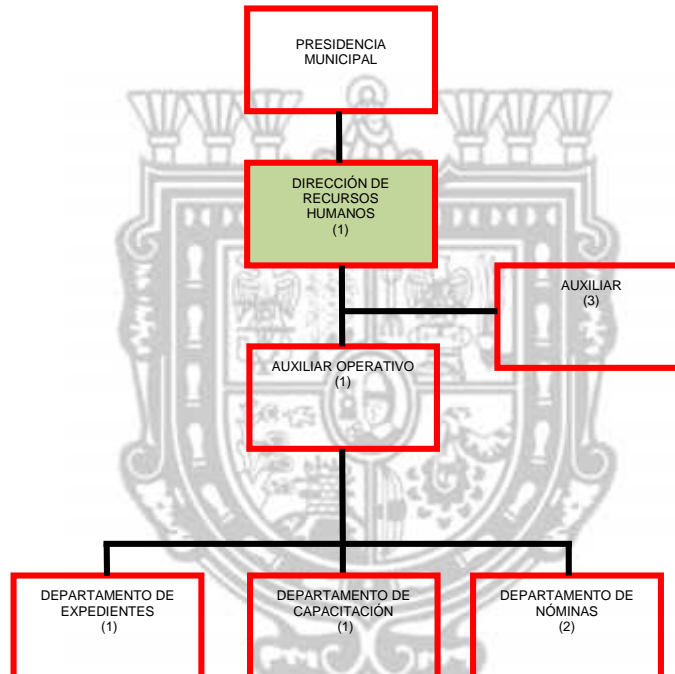 PRESIDENCIA
MUNICIPAL
DIRECCIÓN DE
RECURSOS
HUMANOS
(1)
AUXILIAR
(3)
AUXILIAR OPERATIVO
(1)
DEPARTAMENTO DE
EXPEDIENTES
(1)
DEPARTAMENTO DE
CAPACITACIÓN
(1)
DEPARTAMENTO DE
NÓMINAS
(2)